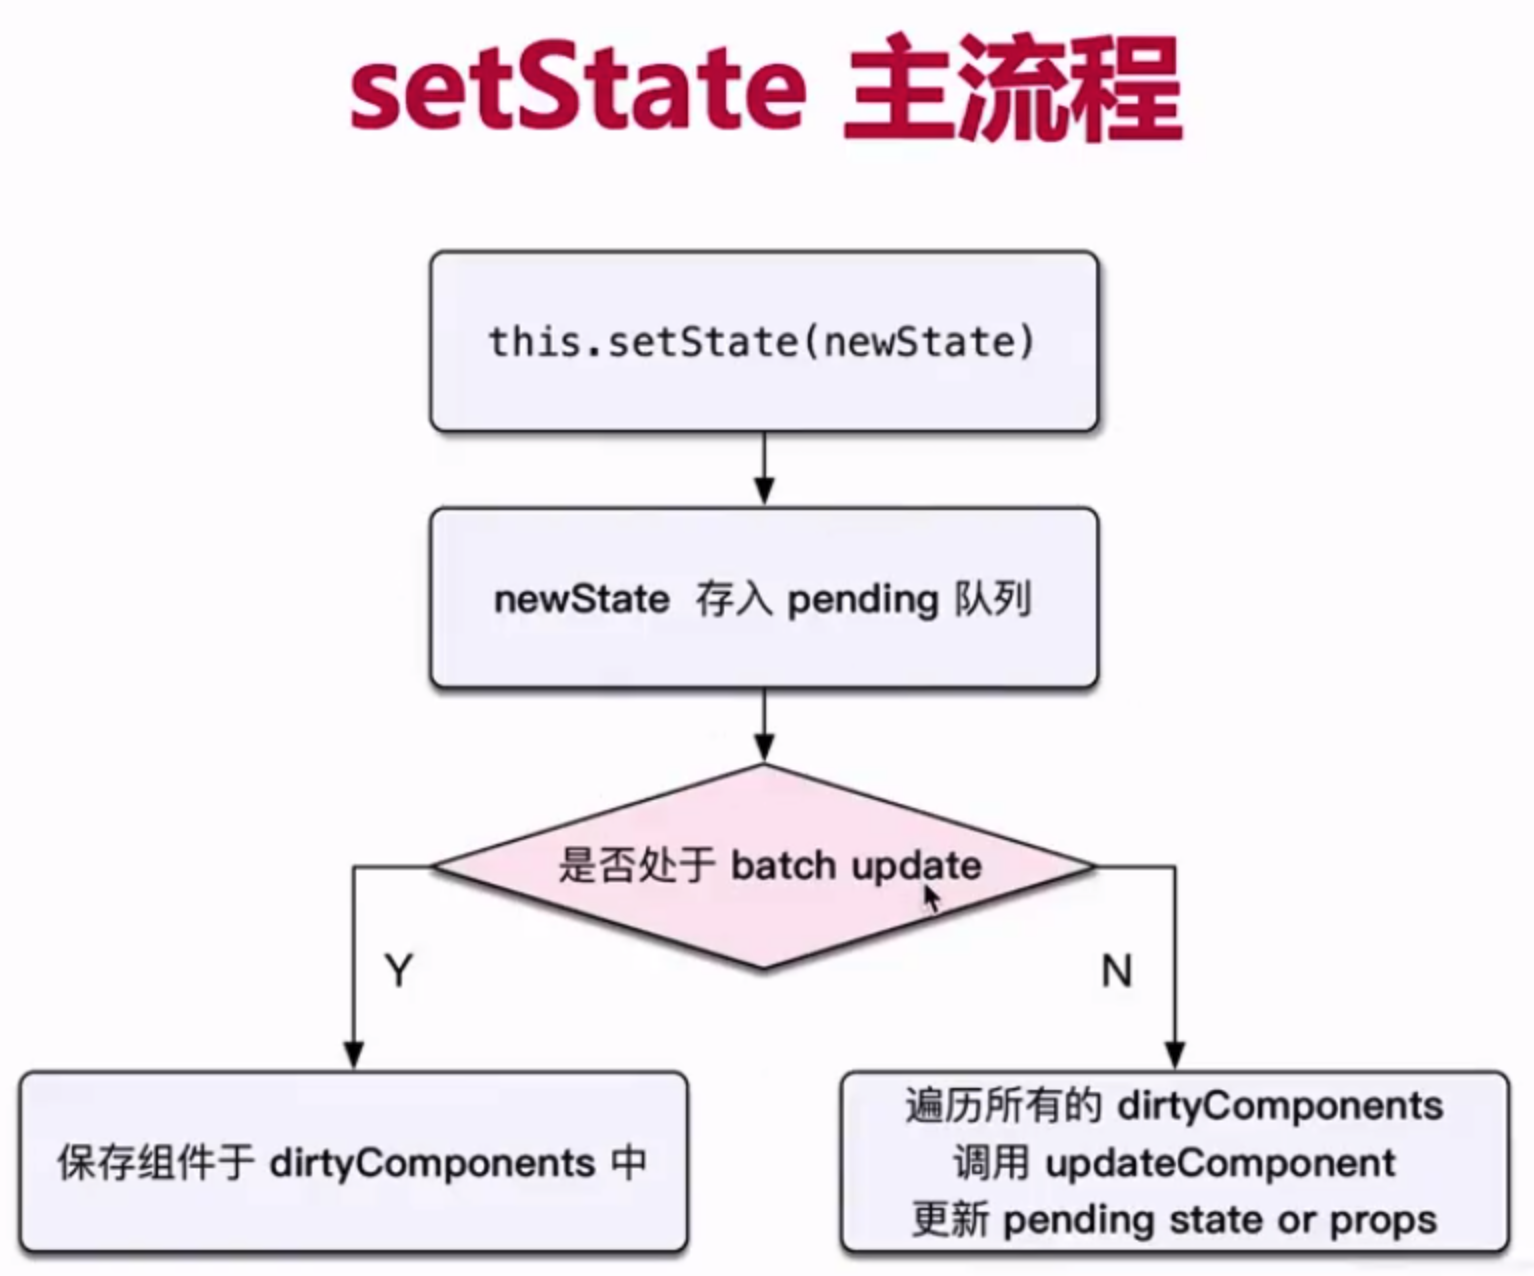 setState 主流程
this.setState(newState)
newState 存入 pending 队列
是否处于 batch update
Y
N
保存组件于 dirtyComponents 中
遍历所有的 dirtyComponents
调用 updateComponent
更新 pending state or props